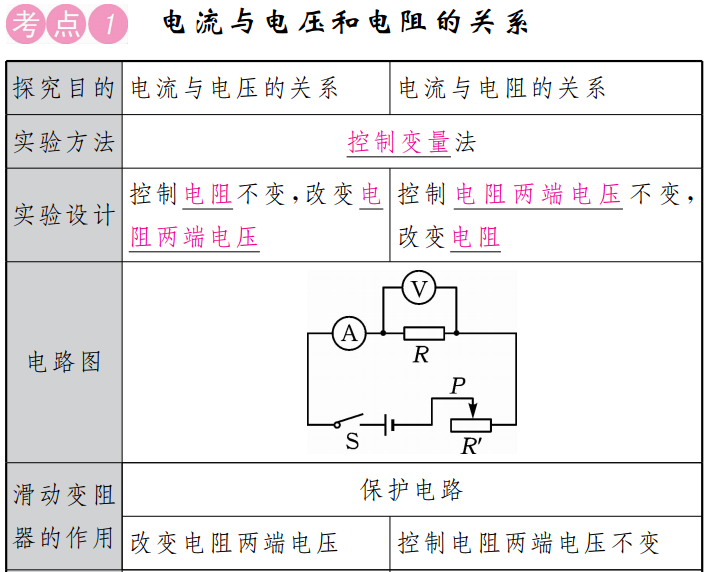 考点1 电流与电压和电阻的关系
探究目的 电流与电压的关系 电流与电阻的关系
实验方法 控制变量法
实验设计 控制电阻不变,改变电阻两端电压 控制电阻两端电压不变,改变电阻
电路图
V
A
R
P
S
R′
滑动变阻器的作用
保护电路
改变电阻两端电压 控制电阻两端电压不变